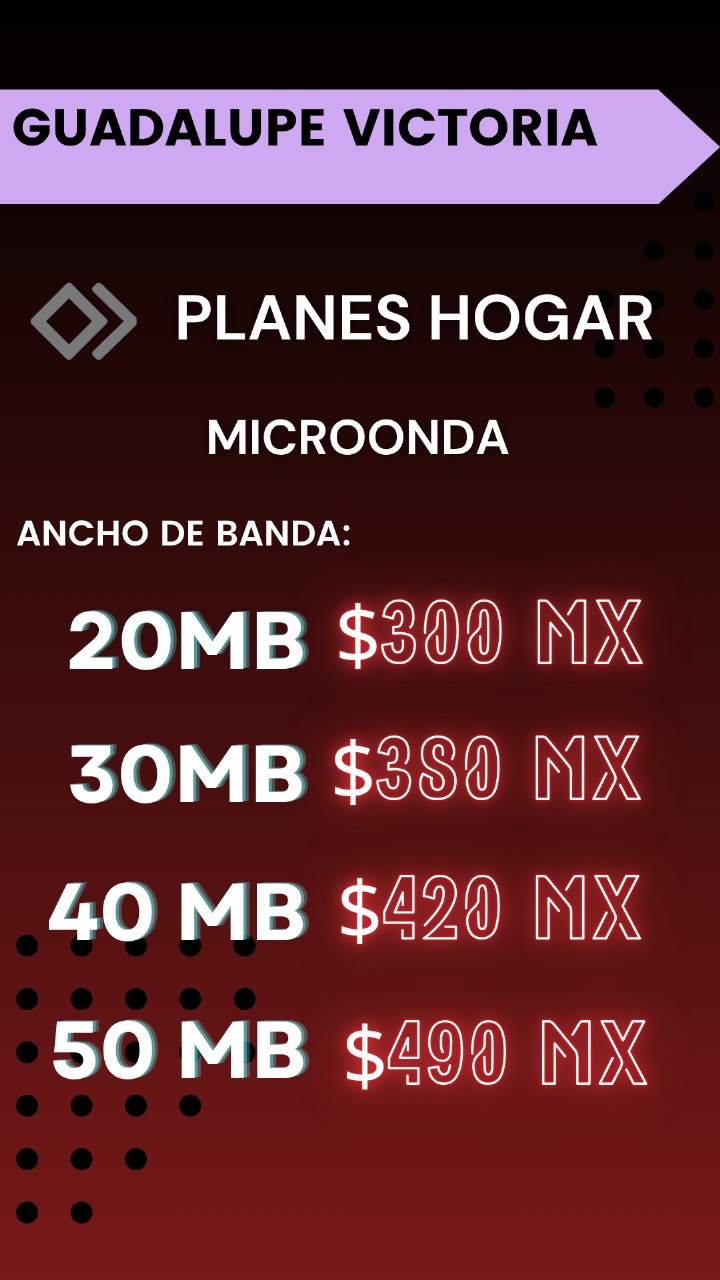 GUADALUPE VICTORIA
PLANES HOGAR
MICROONDA
ANCHO DE BANDA:
20MB $300 MX
30MB $380 MX
40 MB $420 MX
50 MB $490 MX